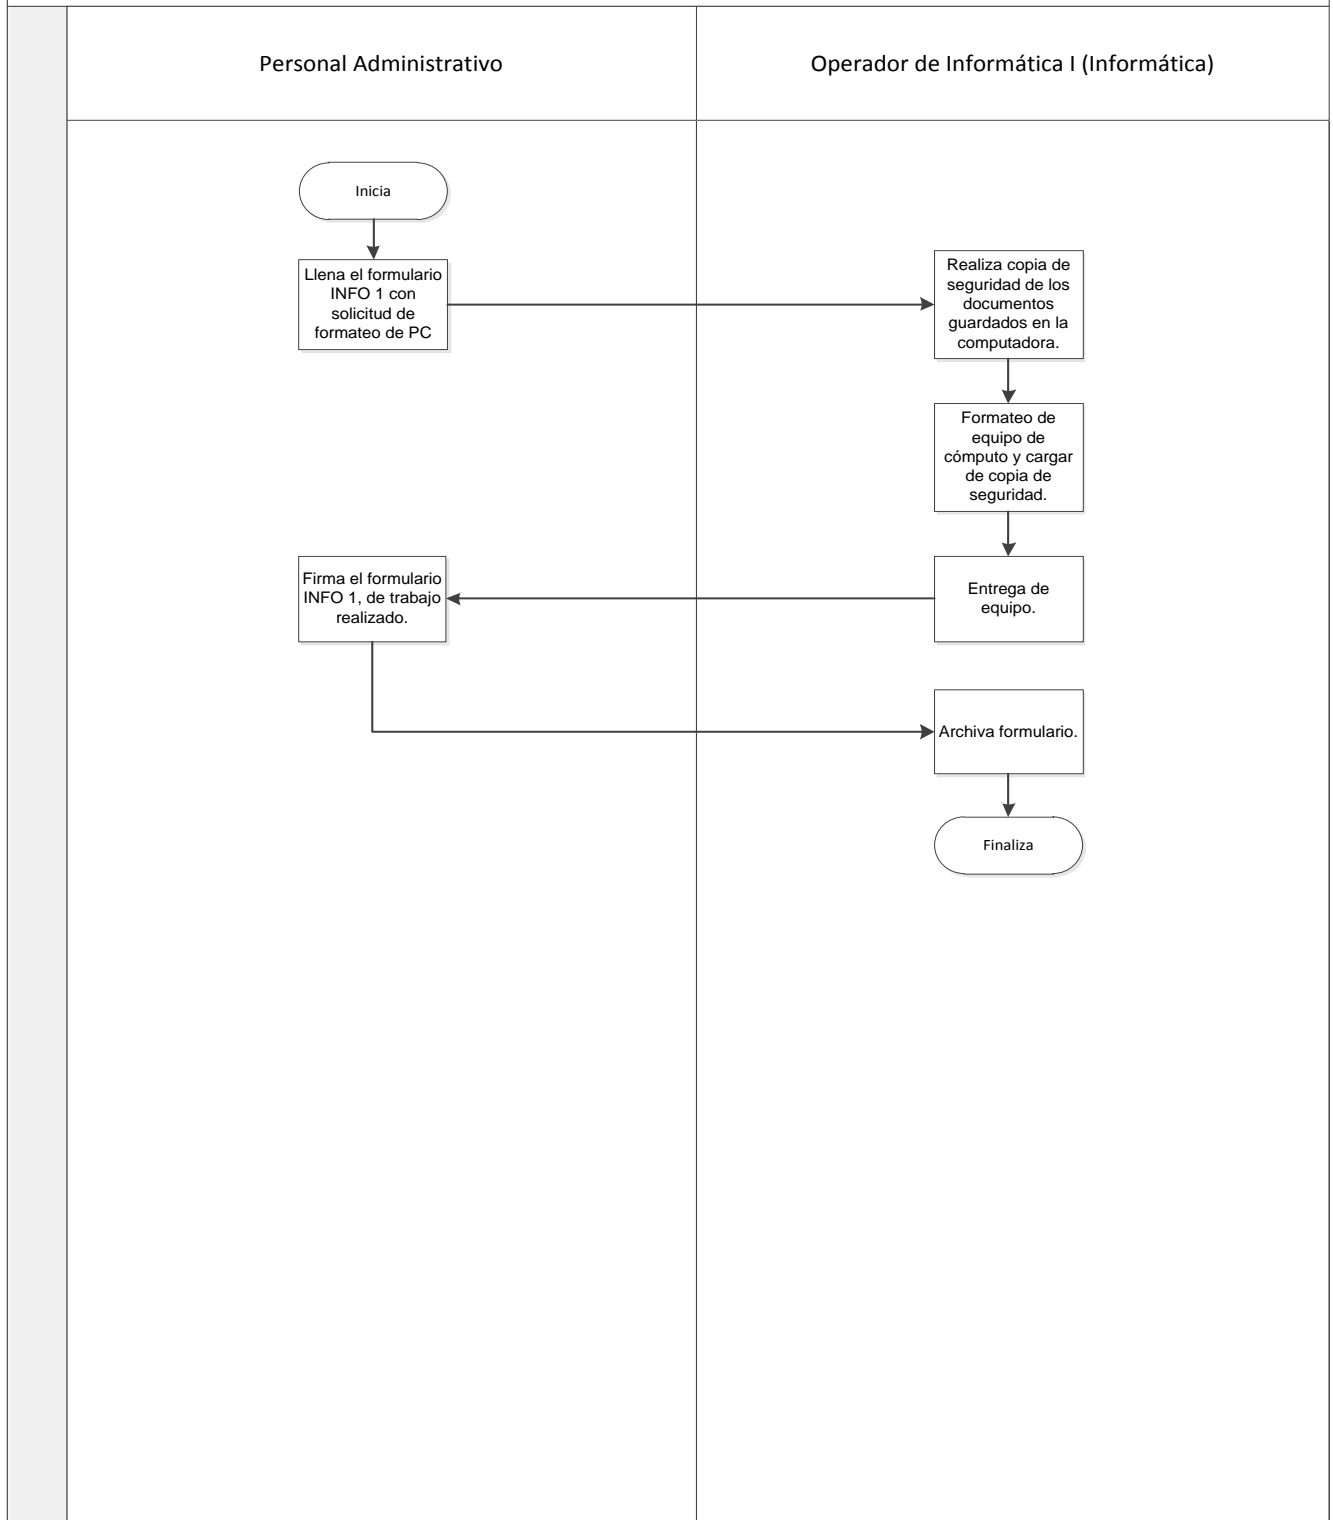 Personal Administrativo
Operador de Informática I (Informática)
Inicia
Llena el formulario
INFO 1 con
solicitud de
formateo de PC
Realiza copia de
seguridad de los
documentos
guardados en la
computadora.
Formateo de
equipo de
cómputo y cargar
de copia de
seguridad.
Entrega de
equipo.
Firma el formulario
INFO 1, de trabajo
realizado.
Archiva formulario.
Finaliza